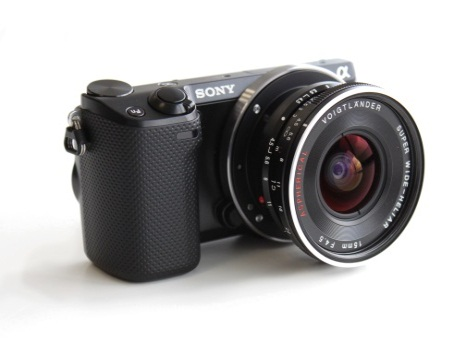 SONY
α
VOIGTLÄNDER
SUPER WIDE-HELIAR
ASPHERICAL
15mm F4.5